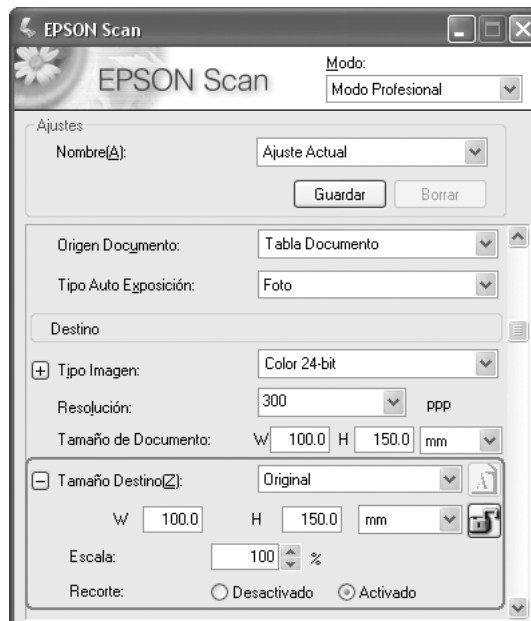 EPSON Scan
EPSON Scan
Modo:
Modo Profesional
Ajustes
Nombre(A): Ajuste Actual
Guardar Borrar
Origen Documento: Tabla Documento
Tipo Auto Exposición: Foto
Destino
Tipo Imagen: Color 24-bit
Resolución: 300 ppp
Tamaño de Documento: W 100.0 H 150.0 mm
Tamaño Destino(Z): Original
W 100.0 H 150.0 mm
Escala: 100 %
Recorte: Desactivado Activado